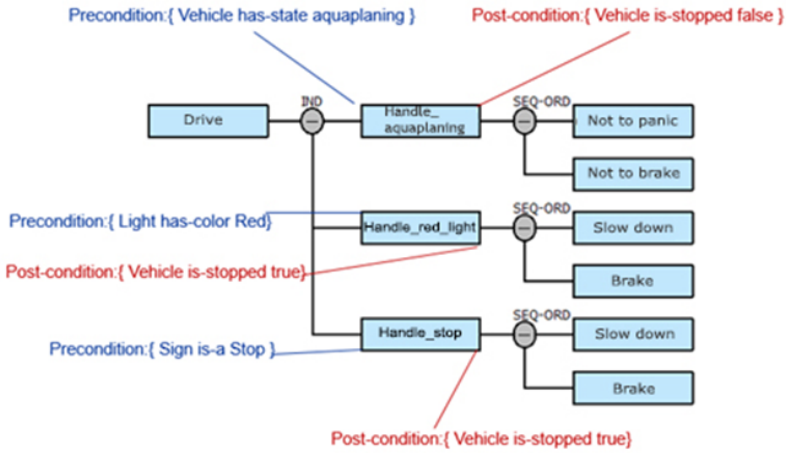 Precondition:{ Vehicle has-state aquaplaning }
Post-condition:{ Vehicle is-stopped false }
IND
SEQ-ORD
Drive
Handle_
aquaplaning
Not to panic
Not to brake
SEQ-ORD
Precondition:{ Light has-color Red}
Handle_red_light
Slow down
Post-condition:{ Vehicle is-stopped true}
Brake
SEQ-ORD
Handle_stop
Slow down
Precondition:{ Sign is-a Stop }
Brake
Post-condition:{ Vehicle is-stopped true}